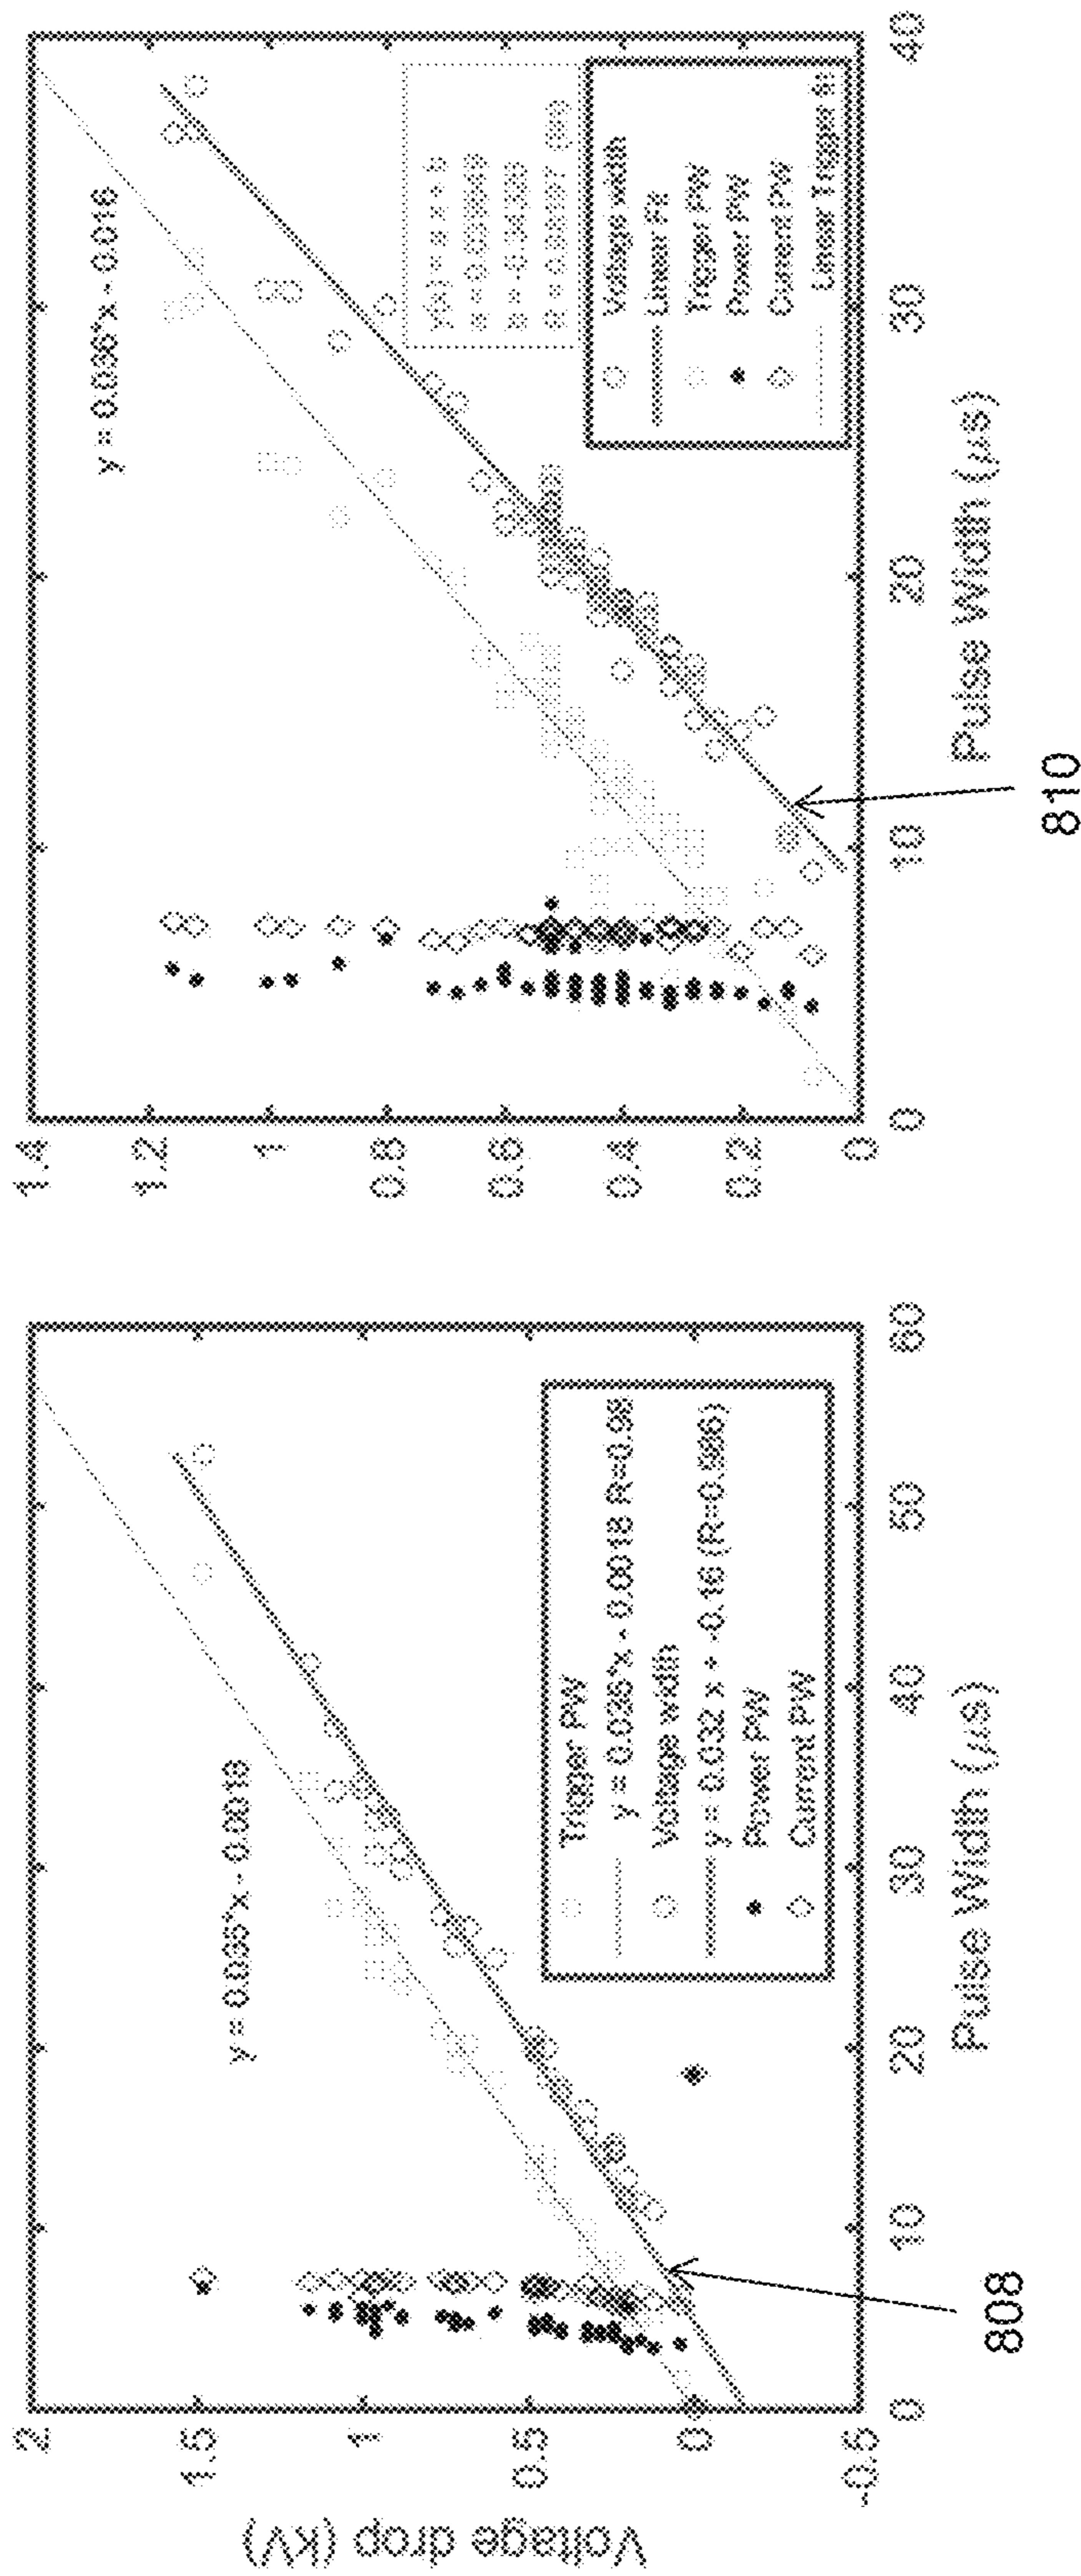 Voltage drop (kV)
2
1.5
1
0.5
0
-0.5
0
10
20
30
40
50
60
Pulse Width (μs)
y = 0.035*x - 0.0018
Trigger PW
y = 0.035*x - 0.0018 R=0.98
Voltage width
y = 0.032 x + -0.16 (R=0.996)
Power PW
Current PW
808
1.4
1.2
1
0.8
0.6
0.4
0.2
0
0
10
20
30
40
Pulse Width (μs)
y = 0.036*x - 0.016
y(x) = a x + b
Voltage width
Linear Fit
Trigger PW
Power PW
Current PW
Linear Trigger fit
810